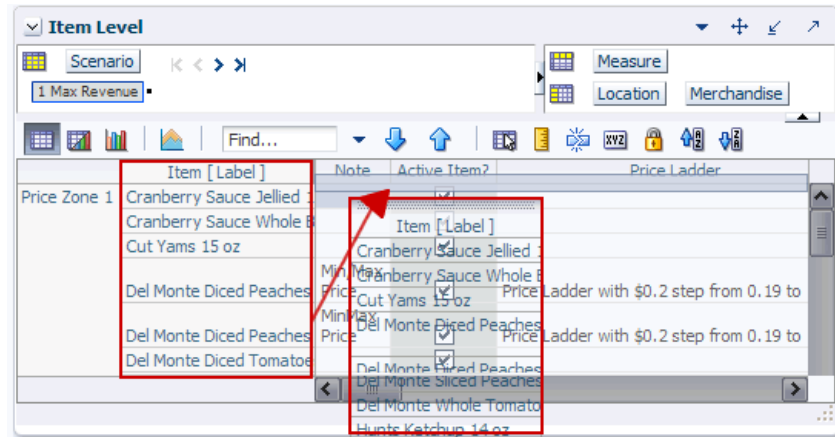 Item Level
Scenario
Measure
1 Max Revenue
Location Merchandise
Find...
XYZ
A Z
Z A
Item [ Label ] Note Active Item? Price Ladder
Price Zone 1 Cranberry Sauce Jellied 1
Cranberry Sauce Whole B
Cut Yams 15 oz
Min/Max
Del Monte Diced Peaches Price Price Ladder with $0.2 step from 0.19 to
MinMax
Del Monte Diced Peaches Price Price Ladder with $0.2 step from 0.19 to
Del Monte Diced Tomatoe
Item [ Label ]
Cranberry Sauce Jellied 1
Cranberry Sauce Whole B
Cut Yams 15 oz
Del Monte Diced Peaches
Del Monte Diced Peaches
Del Monte Sliced Peaches
Del Monte Whole Tomato
Hunts Ketchup 14 oz